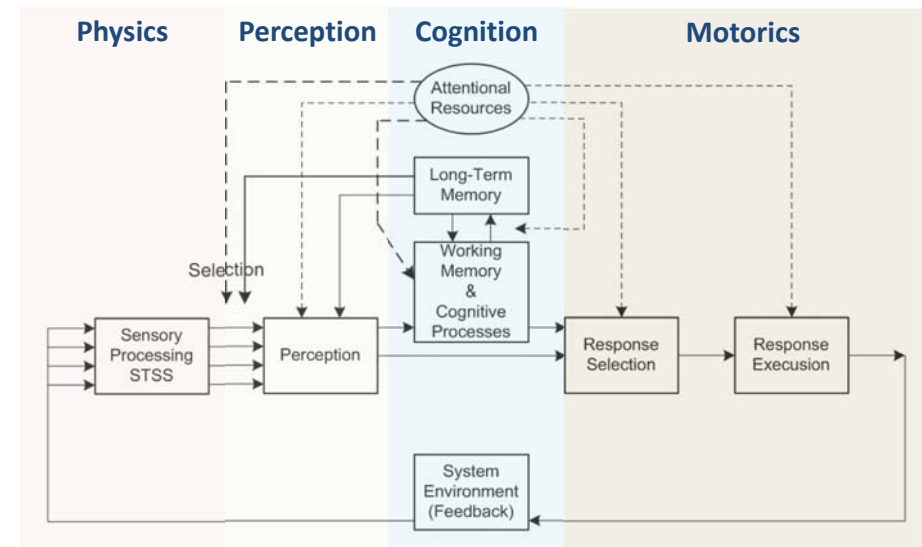 Physics
Perception
Cognition
Motorics
Attentional
Resources
Long-Term
Memory
Selection
Working
Memory
&
Cognitive
Processes
Sensory
Processing
STSS
Perception
Response
Selection
Response
Execution
System
Environment
(Feedback)